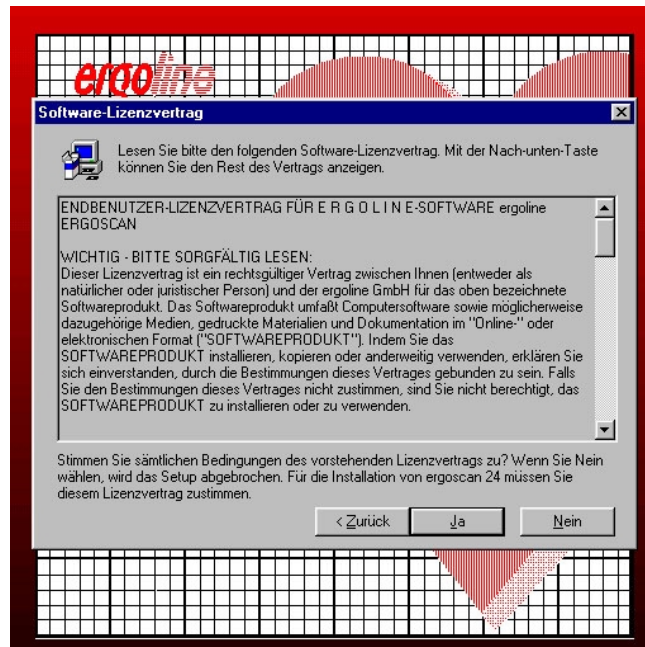 ergoline
Software-Lizenzvertrag
Lesen Sie bitte den folgenden Software-Lizenzvertrag. Mit der Nach-unten-Taste
können Sie den Rest des Vertrags anzeigen.
ENDBENUTZER-LIZENZVERTRAG FÜR E R G O L I N E-SOFTWARE ergoline
ERGOSCAN
WICHTIG - BITTE SORGFÄLTIG LESEN:
Dieser Lizenzvertrag ist ein rechtsgültiger Vertrag zwischen Ihnen (entweder als
natürlicher oder juristischer Person) und der ergoline GmbH für das oben bezeichnete
Softwareprodukt. Das Softwareprodukt umfaßt Computersoftware sowie möglicherweise
dazugehörige Medien, gedruckte Materialien und Dokumentation im "Online-" oder
elektronischen Format ("SOFTWAREPRODUKT"). Indem Sie das
SOFTWAREPRODUKT installieren, kopieren oder anderweitig verwenden, erklären Sie
sich einverstanden, durch die Bestimmungen dieses Vertrages gebunden zu sein. Falls
Sie den Bestimmungen dieses Vertrages nicht zustimmen, sind Sie nicht berechtigt, das
SOFTWAREPRODUKT zu installieren oder zu verwenden.
Stimmen Sie sämtlichen Bedingungen des vorstehenden Lizenzvertrags zu? Wenn Sie Nein
wählen, wird das Setup abgebrochen. Für die Installation von ergoscan 24 müssen Sie
diesem Lizenzvertrag zustimmen.
< Zurück Ja Nein